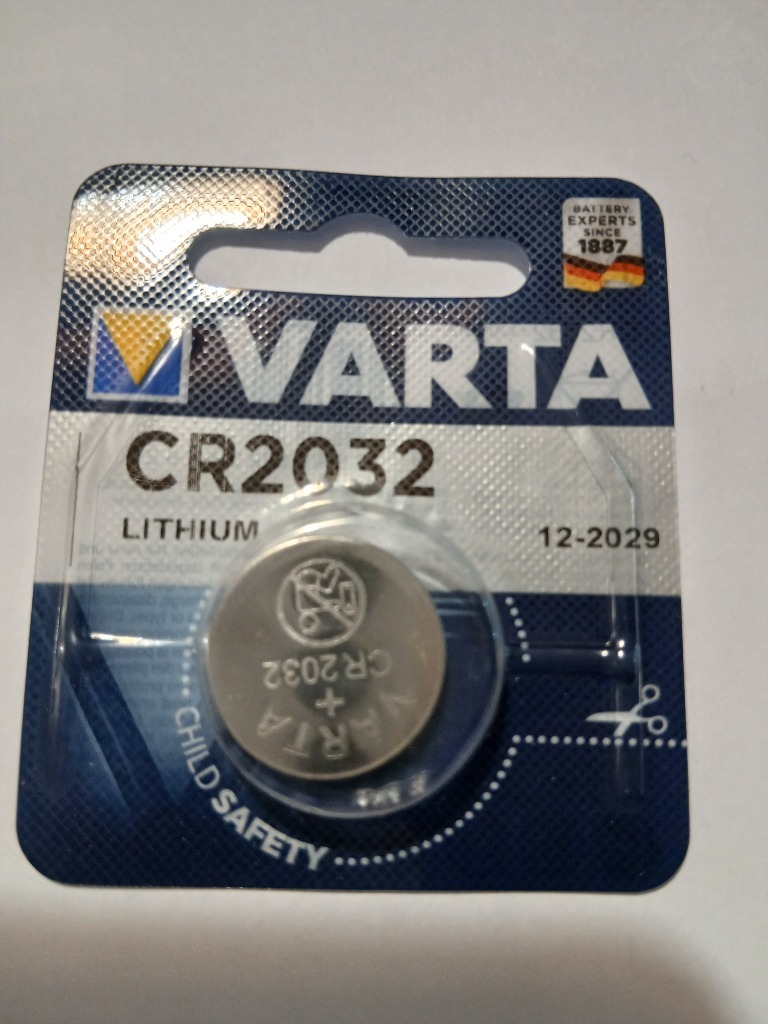 BATTERY
EXPERTS
SINCE
1887
VARTA
CR2032
LITHIUM
12-2029
CR2032
+
VARTA
CHILD SAFETY